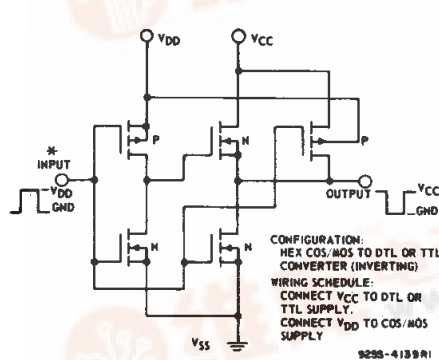 VDD
VCC
P
N
P
*
INPUT
VDD
GND
OUTPUT
VCC
GND
N
N
CONFIGURATION:
HEX COS/MOS TO DTL OR TTL
CONVERTER (INVERTING)
WIRING SCHEDULE:
CONNECT VCC TO DTL OR
TTL SUPPLY.
CONNECT VDD TO COS/MOS
SUPPLY
VSS
92SS-4139R1